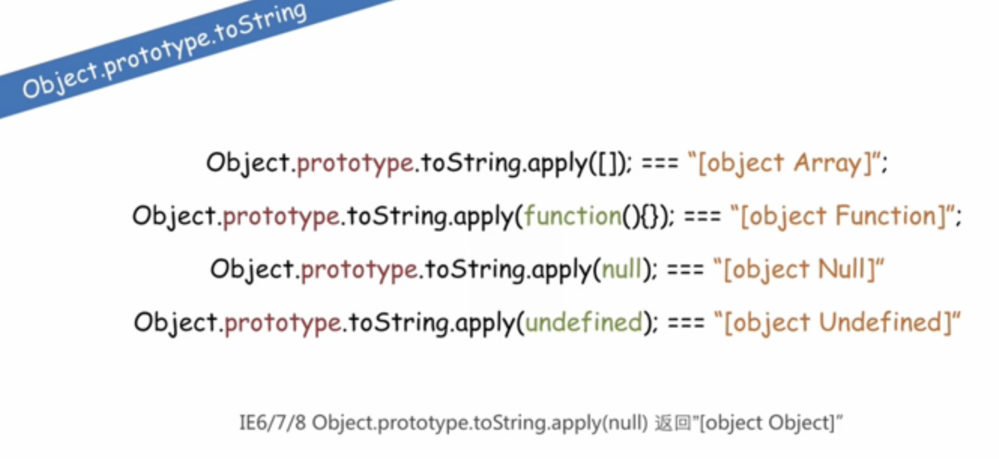 Object.prototype.toString
Object.prototype.toString.apply([]); === “[object Array]”;
Object.prototype.toString.apply(function(){}); === “[object Function]”;
Object.prototype.toString.apply(null); === “[object Null]”
Object.prototype.toString.apply(undefined); === “[object Undefined]”
IE6/7/8 Object.prototype.toString.apply(null) 返回”[object Object]”